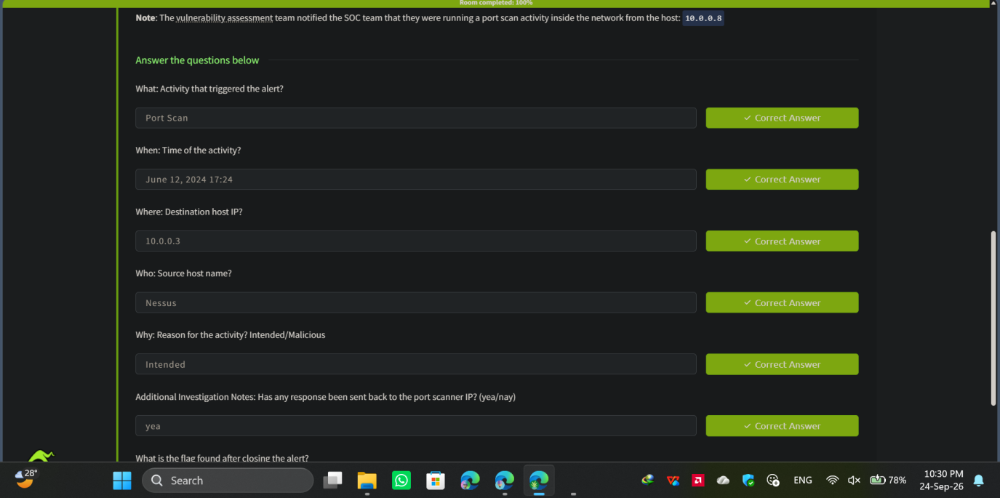 Room completed: 100%
Note: The vulnerability assessment team notified the SOC team that they were running a port scan activity inside the network from the host: 10.0.0.8
Answer the questions below
What: Activity that triggered the alert?
Port Scan
✓ Correct Answer
When: Time of the activity?
June 12, 2024 17:24
✓ Correct Answer
Where: Destination host IP?
10.0.0.3
✓ Correct Answer
Who: Source host name?
Nessus
✓ Correct Answer
Why: Reason for the activity? Intended/Malicious
Intended
✓ Correct Answer
Additional Investigation Notes: Has any response been sent back to the port scanner IP? (yea/nay)
yea
✓ Correct Answer
What is the flag found after closing the alert?
28°
Search
ENG
78%
10:30 PM
24-Sep-26